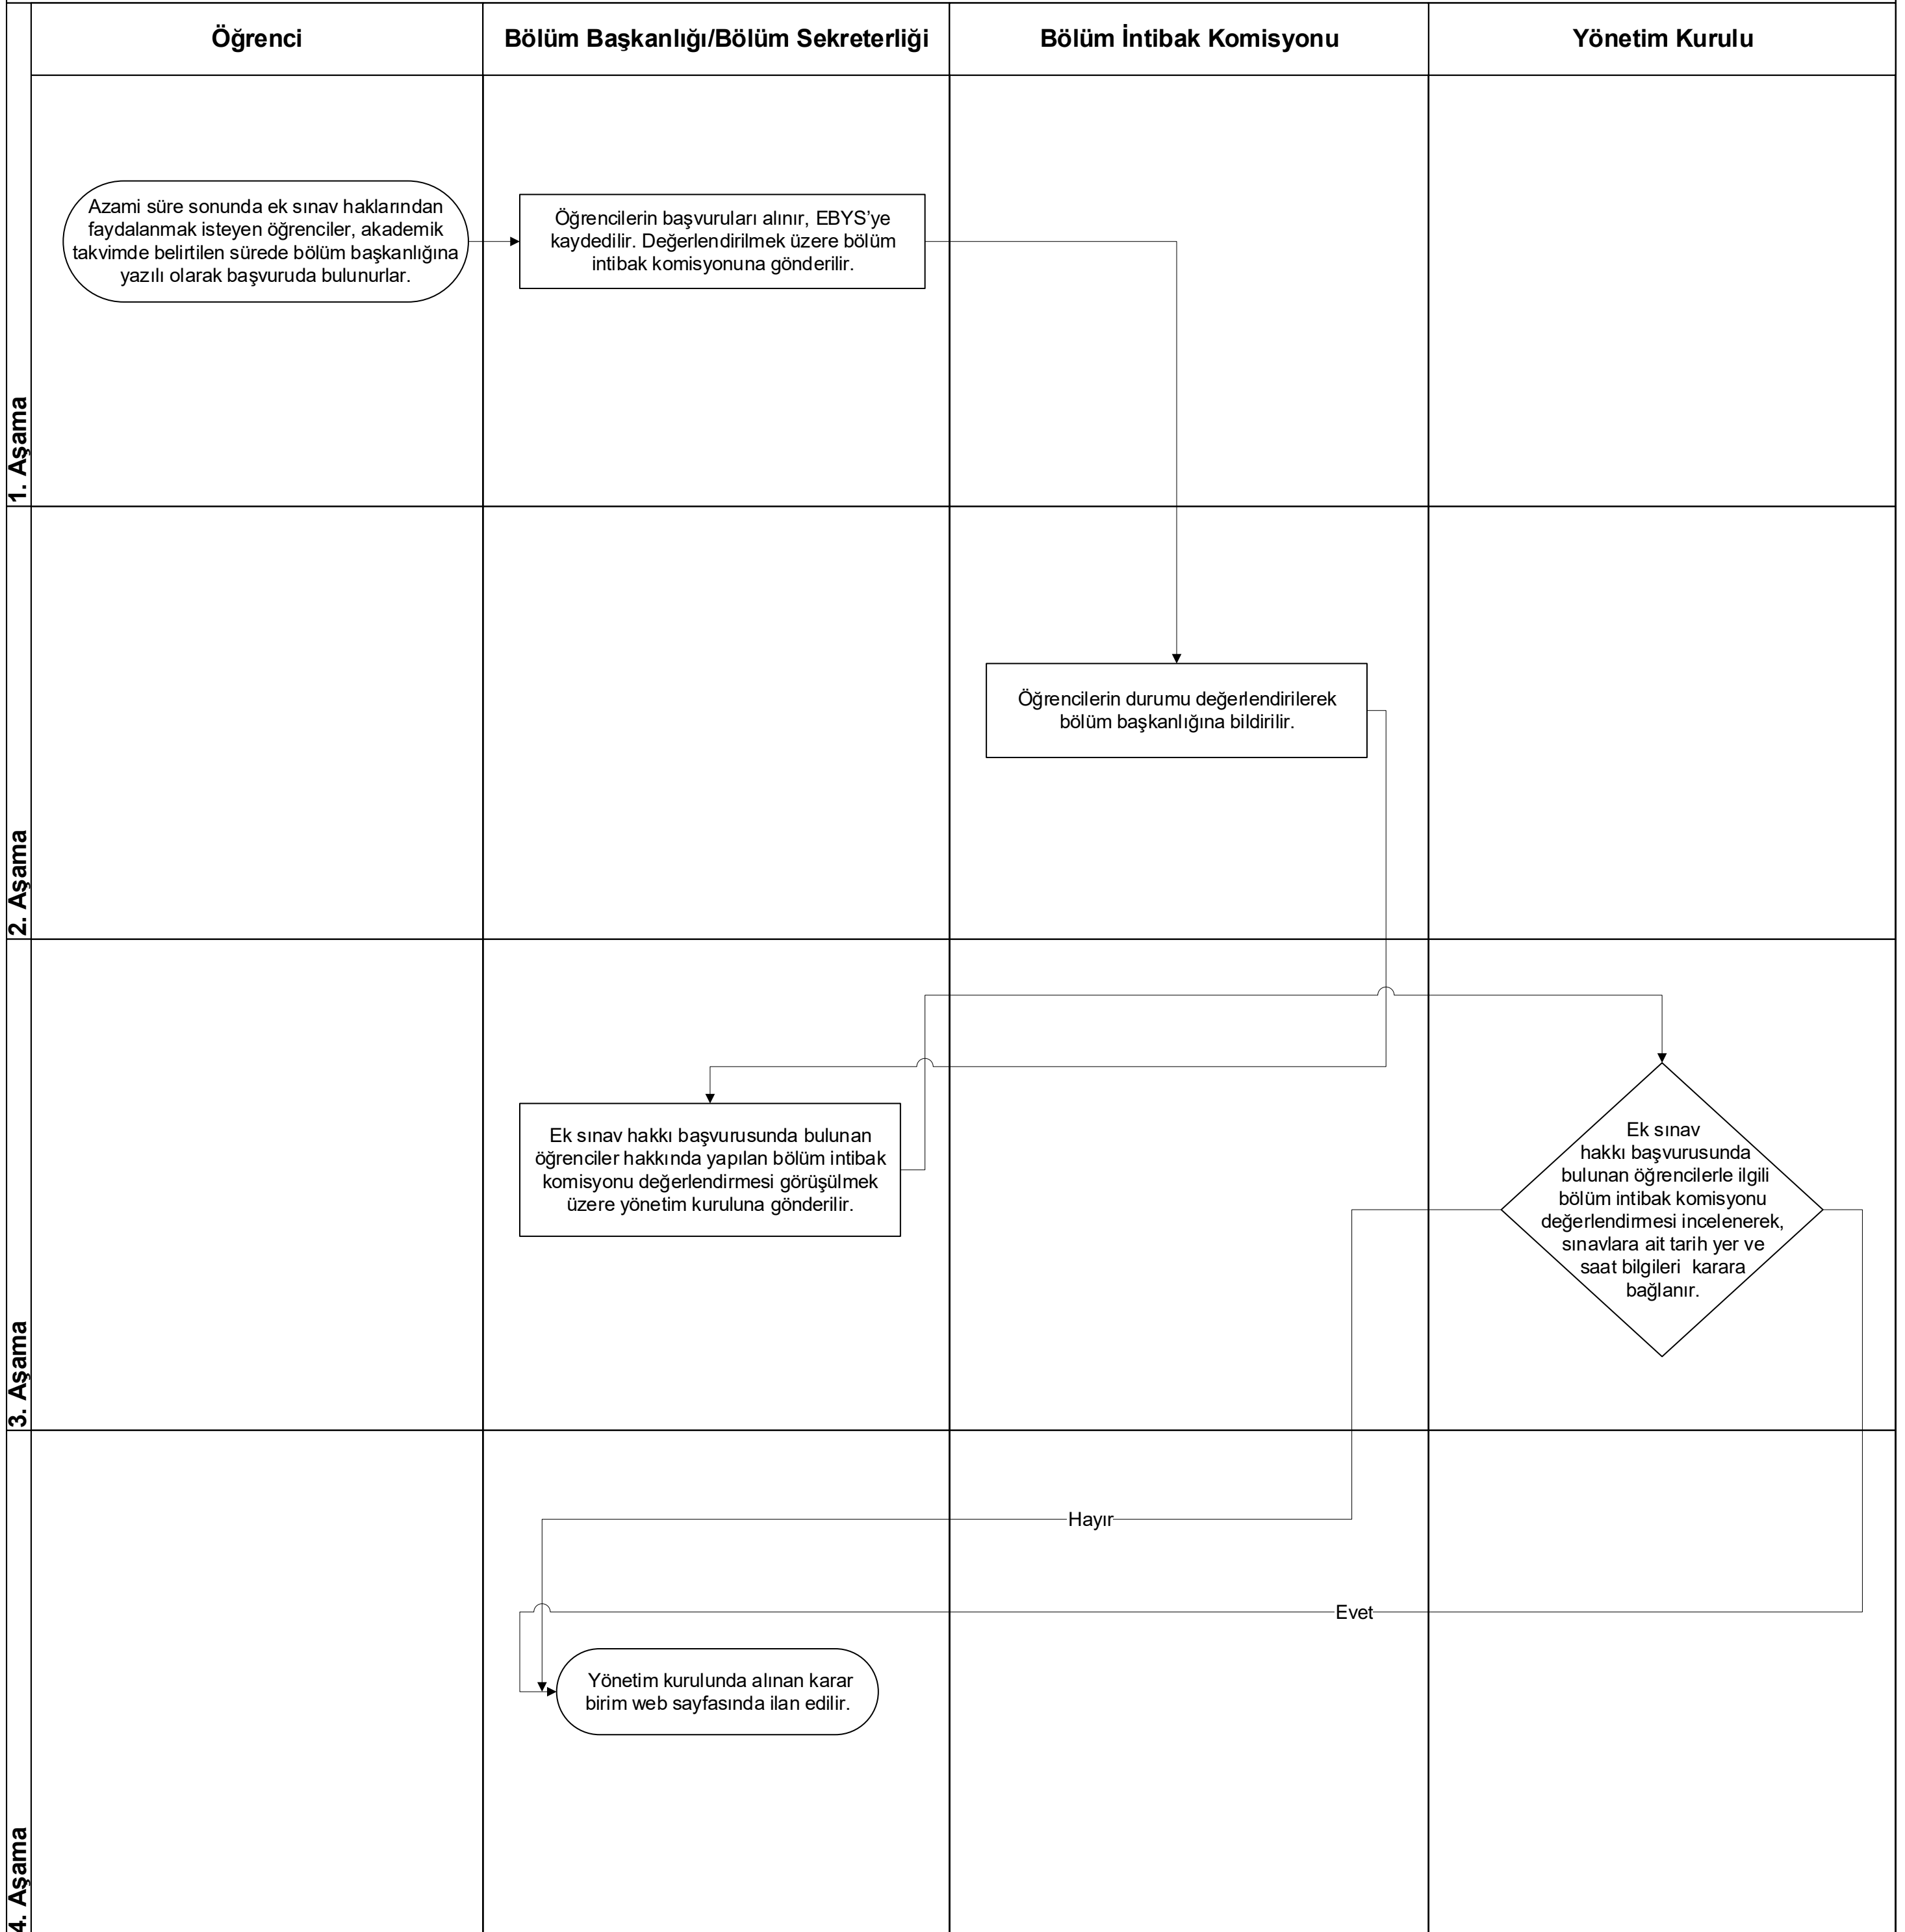 Öğrenci
Bölüm Başkanlığı/Bölüm Sekreterliği
Bölüm İntibak Komisyonu
Yönetim Kurulu
1. Aşama
Azami süre sonunda ek sınav haklarından
faydalanmak isteyen öğrenciler, akademik
takvimde belirtilen sürede bölüm başkanlığına
yazılı olarak başvuruda bulunurlar.
Öğrencilerin başvuruları alınır, EBYS’ye
kaydedilir. Değerlendirilmek üzere bölüm
intibak komisyonuna gönderilir.
2. Aşama
Öğrencilerin durumu değerlendirilerek
bölüm başkanlığına bildirilir.
3. Aşama
Ek sınav hakkı başvurusunda bulunan
öğrenciler hakkında yapılan bölüm intibak
komisyonu değerlendirmesi görüşülmek
üzere yönetim kuruluna gönderilir.
Ek sınav
hakkı başvurusunda
bulunan öğrencilerle ilgili
bölüm intibak komisyonu
değerlendirmesi incelenerek,
sınavlara ait tarih yer ve
saat bilgileri karara
bağlanır.
4. Aşama
Hayır
Evet
Yönetim kurulunda alınan karar
birim web sayfasında ilan edilir.